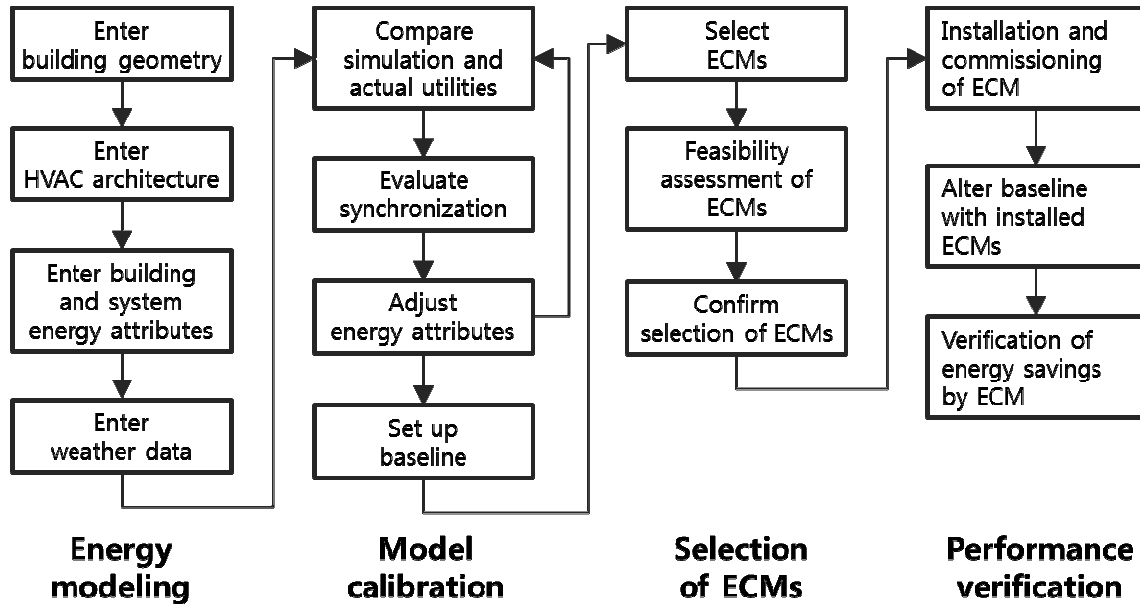 Enter
building geometry
Enter
HVAC architecture
Enter building
and system
energy attributes
Enter
weather data
Energy
modeling
Compare
simulation and
actual utilities
Evaluate
synchronization
Adjust
energy attributes
Set up
baseline
Model
calibration
Select
ECMs
Feasibility
assessment of
ECMs
Confirm
selection of ECMs
Selection
of ECMs
Installation and
commissioning
of ECM
Alter baseline
with installed
ECMs
Verification of
energy savings
by ECM
Performance
verification